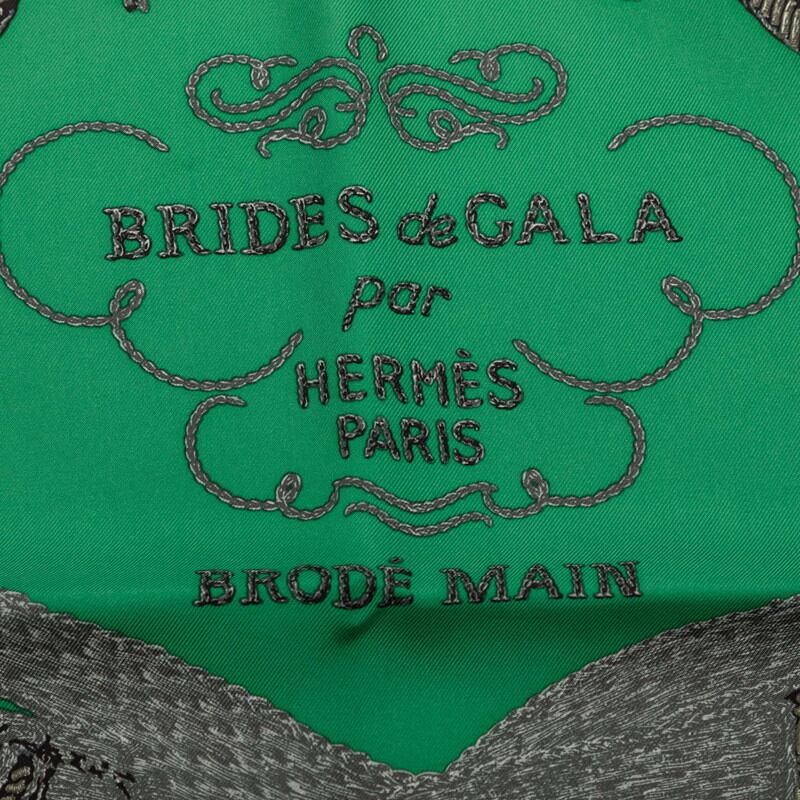 BRIDES de GALA
par
HERMÈS
PARIS
BRODÉ MAIN